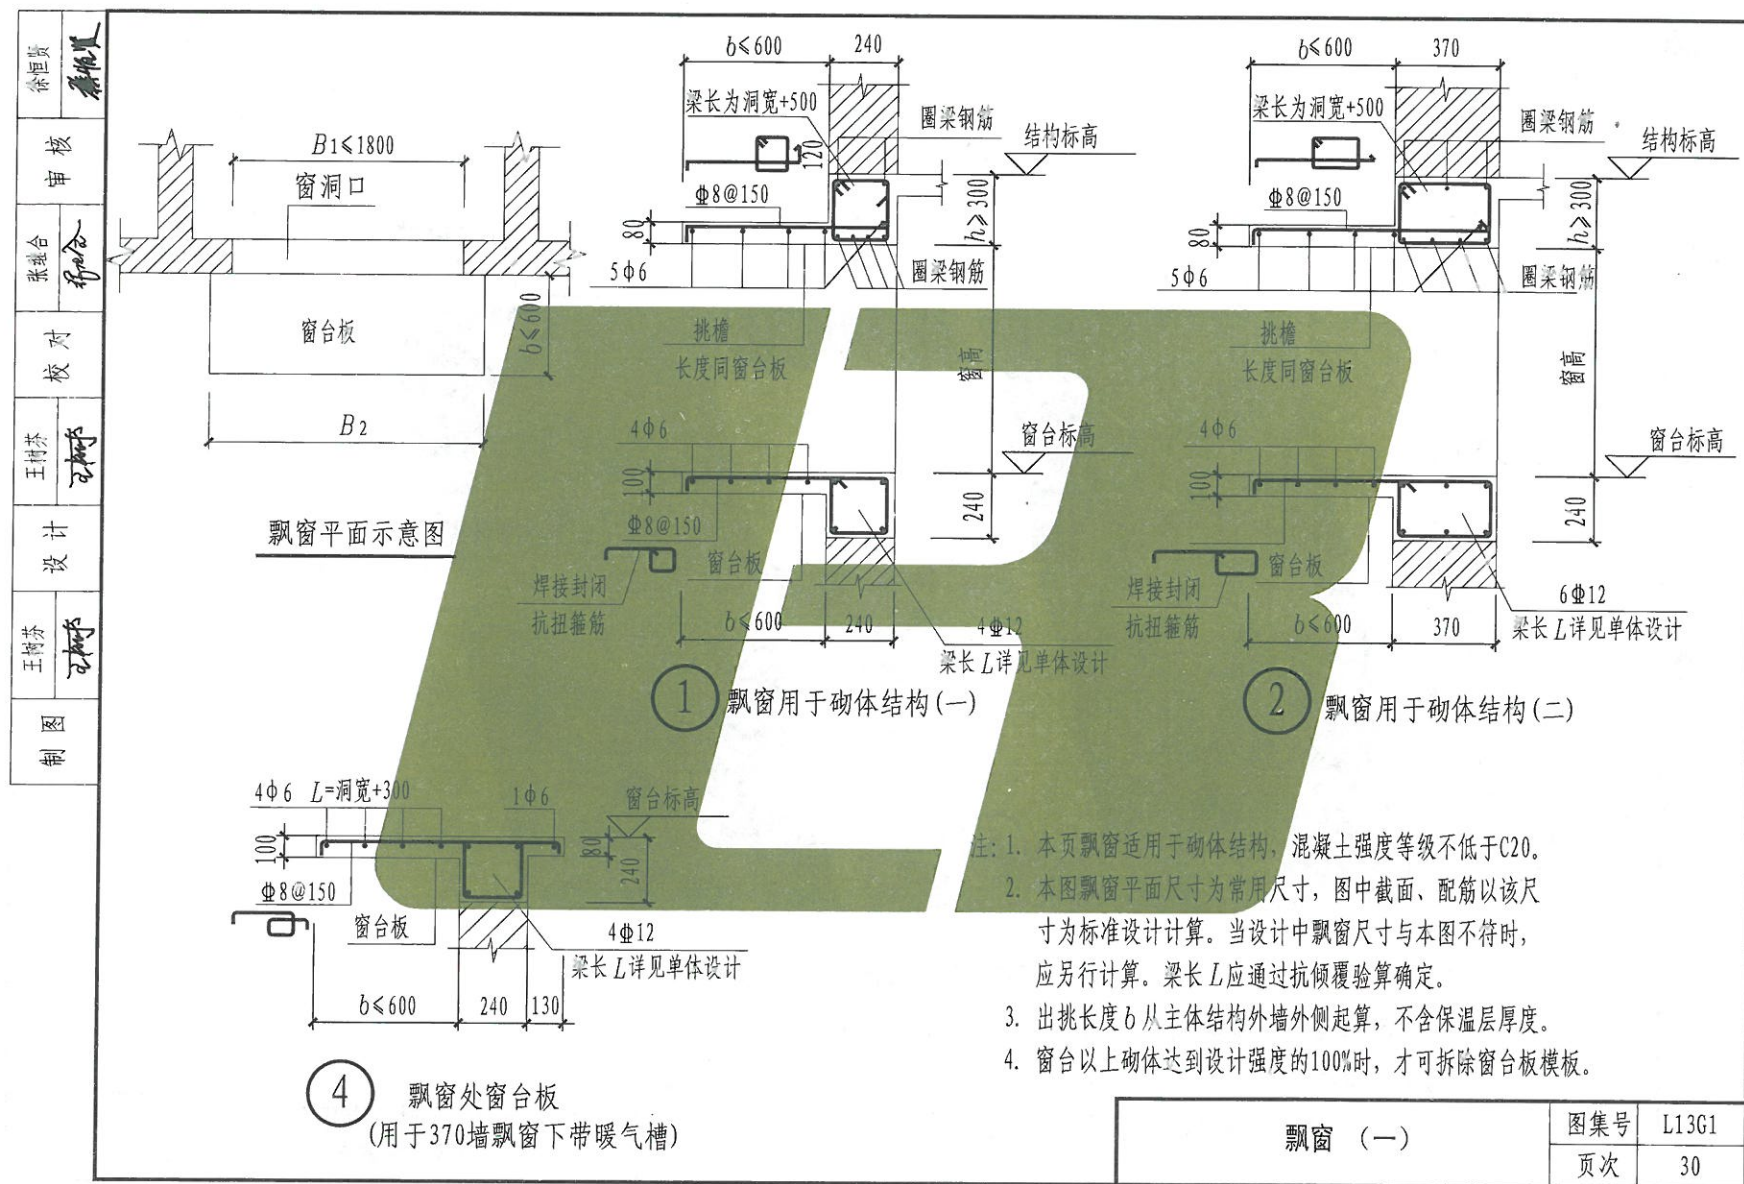 徐恒贤
审核
张继合
校对
王树芬
设计
王树芬
制图
B1≤1800
窗洞口
窗台板
b≤600
B2
飘窗平面示意图
b≤600
240
梁长为洞宽+500
圈梁钢筋
结构标高
120
Φ8@150
80
h≥300
5Φ6
圈梁钢筋
挑檐
长度同窗台板
窗高
4Φ6
窗台标高
100
Φ8@150
240
窗台板
焊接封闭
抗扭箍筋
b≤600
240
4Φ12
梁长L详见单体设计
1
飘窗用于砌体结构(一)
b≤600
370
梁长为洞宽+500
圈梁钢筋
结构标高
Φ8@150
80
h≥300
5Φ6
圈梁钢筋
挑檐
长度同窗台板
窗高
4Φ6
窗台标高
100
240
窗台板
焊接封闭
抗扭箍筋
b≤600
370
6Φ12
梁长L详见单体设计
2
飘窗用于砌体结构(二)
4Φ6
L=洞宽+300
1Φ6
窗台标高
100
80
240
Φ8@150
窗台板
4Φ12
梁长L详见单体设计
b≤600
240
130
4
飘窗处窗台板
(用于370墙飘窗下带暖气槽)
注: 1. 本页飘窗适用于砌体结构, 混凝土强度等级不低于C20。
2. 本图飘窗平面尺寸为常用尺寸, 图中截面、配筋以该尺
寸为标准设计计算。当设计中飘窗尺寸与本图不符时,
应另行计算。梁长L应通过抗倾覆验算确定。
3. 出挑长度b从主体结构外墙外侧起算, 不含保温层厚度。
4. 窗台以上砌体达到设计强度的100%时, 才可拆除窗台板模板。
飘窗 (一)
图集号
L13G1
页次
30